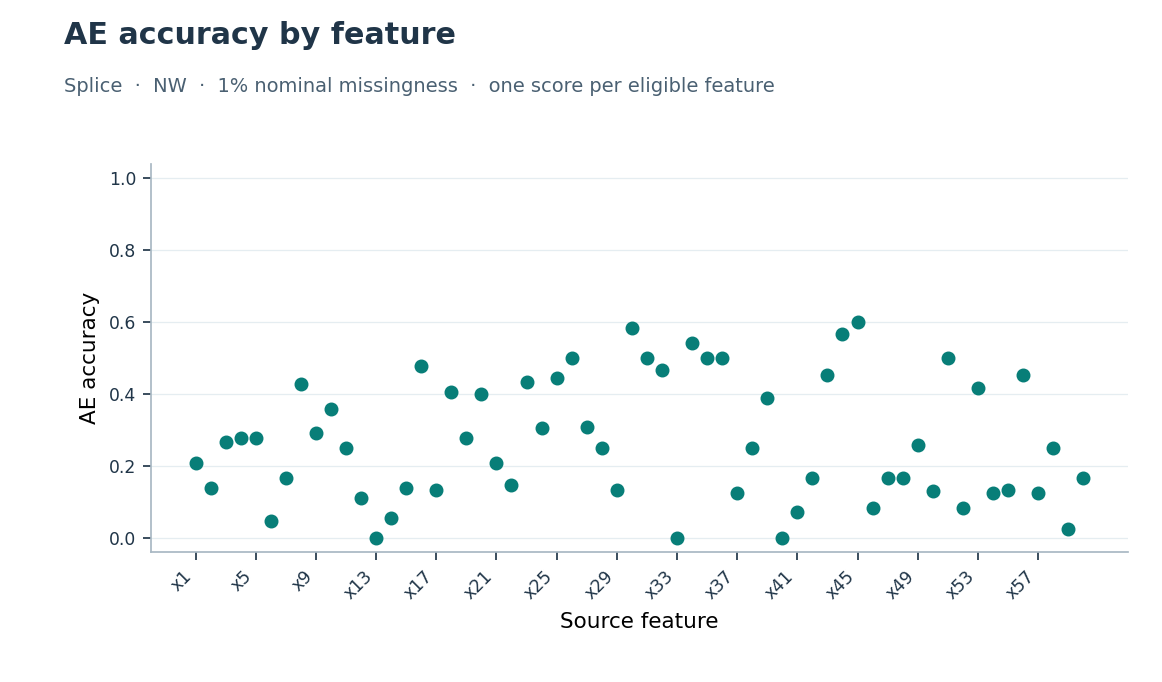 AE accuracy by feature
Splice · NW · 1% nominal missingness · one score per eligible feature
1.0
0.8
0.6
0.4
0.2
0.0
AE accuracy
x1 x5 x9 x13 x17 x21 x25 x29 x33 x37 x41 x45 x49 x53 x57
Source feature